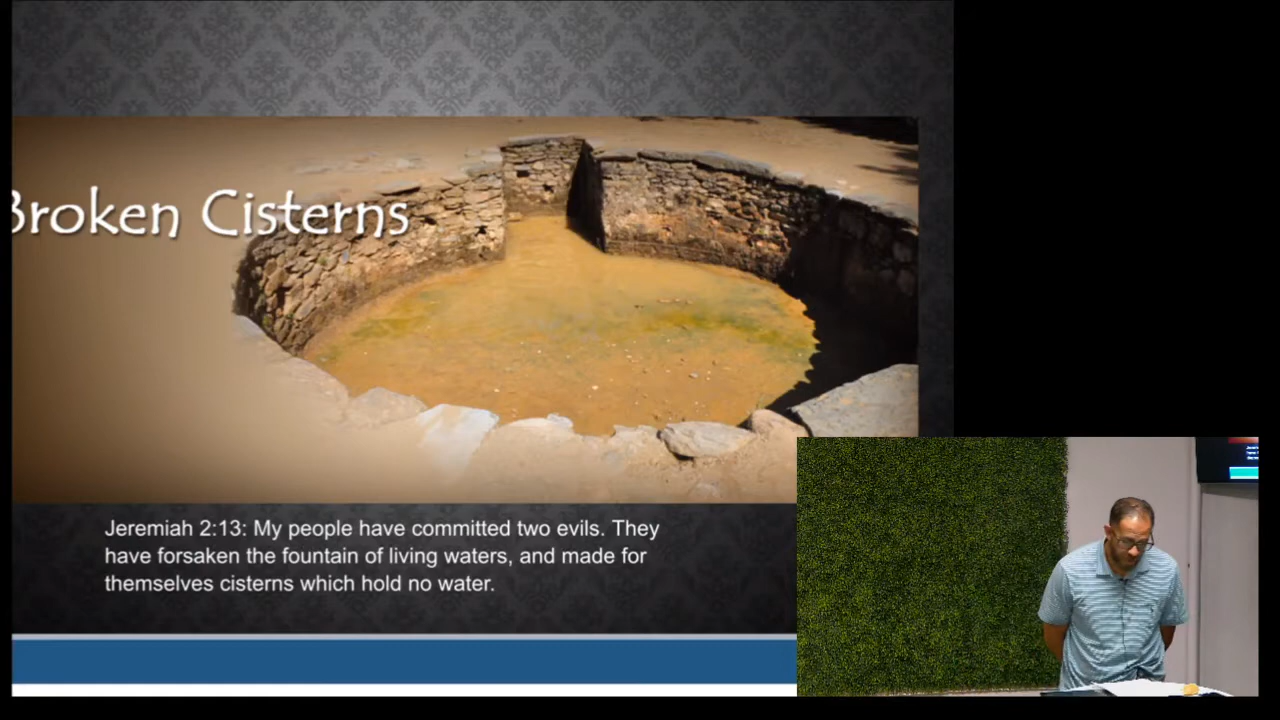 Broken Cisterns
Jeremiah 2:13: My people have committed two evils. They
have forsaken the fountain of living waters, and made for
themselves cisterns which hold no water.